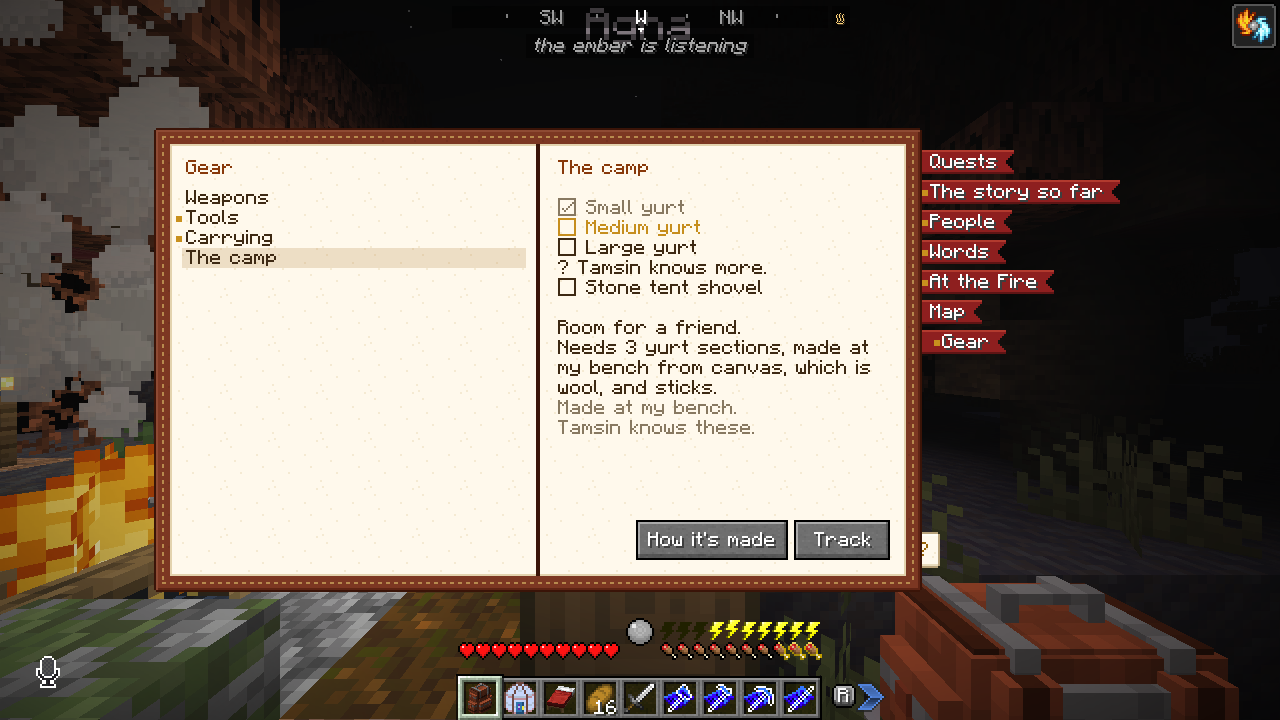 SW W NW
Agna
the ember is listening
Gear
Weapons
Tools
Carrying
The camp
The camp
Small yurt
Medium yurt
Large yurt
? Tamsin knows more.
Stone tent shovel
Room for a friend.
Needs 3 yurt sections, made at
my bench from canvas, which is
wool, and sticks.
Made at my bench.
Tamsin knows these.
How it's made
Track
Quests
The story so far
People
Words
At the Fire
Map
Gear
?
16
R